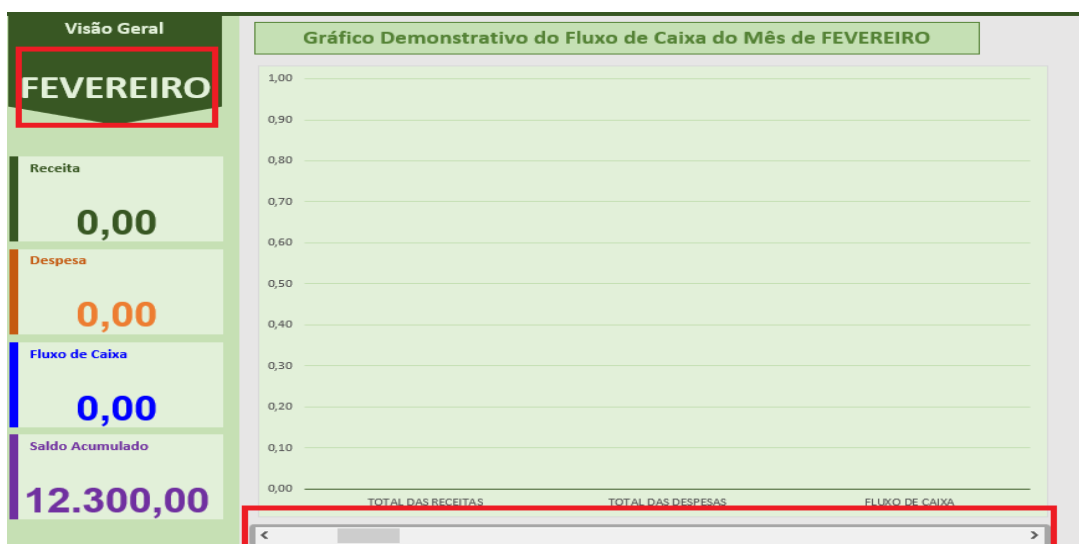 Visão Geral
FEVEREIRO
Receita
0,00
Despesa
0,00
Fluxo de Caixa
0,00
Saldo Acumulado
12.300,00
Gráfico Demonstrativo do Fluxo de Caixa do Mês de FEVEREIRO
1,00
0,90
0,80
0,70
0,60
0,50
0,40
0,30
0,20
0,10
0,00
TOTAL DAS RECEITAS TOTAL DAS DESPESAS FLUXO DE CAIXA